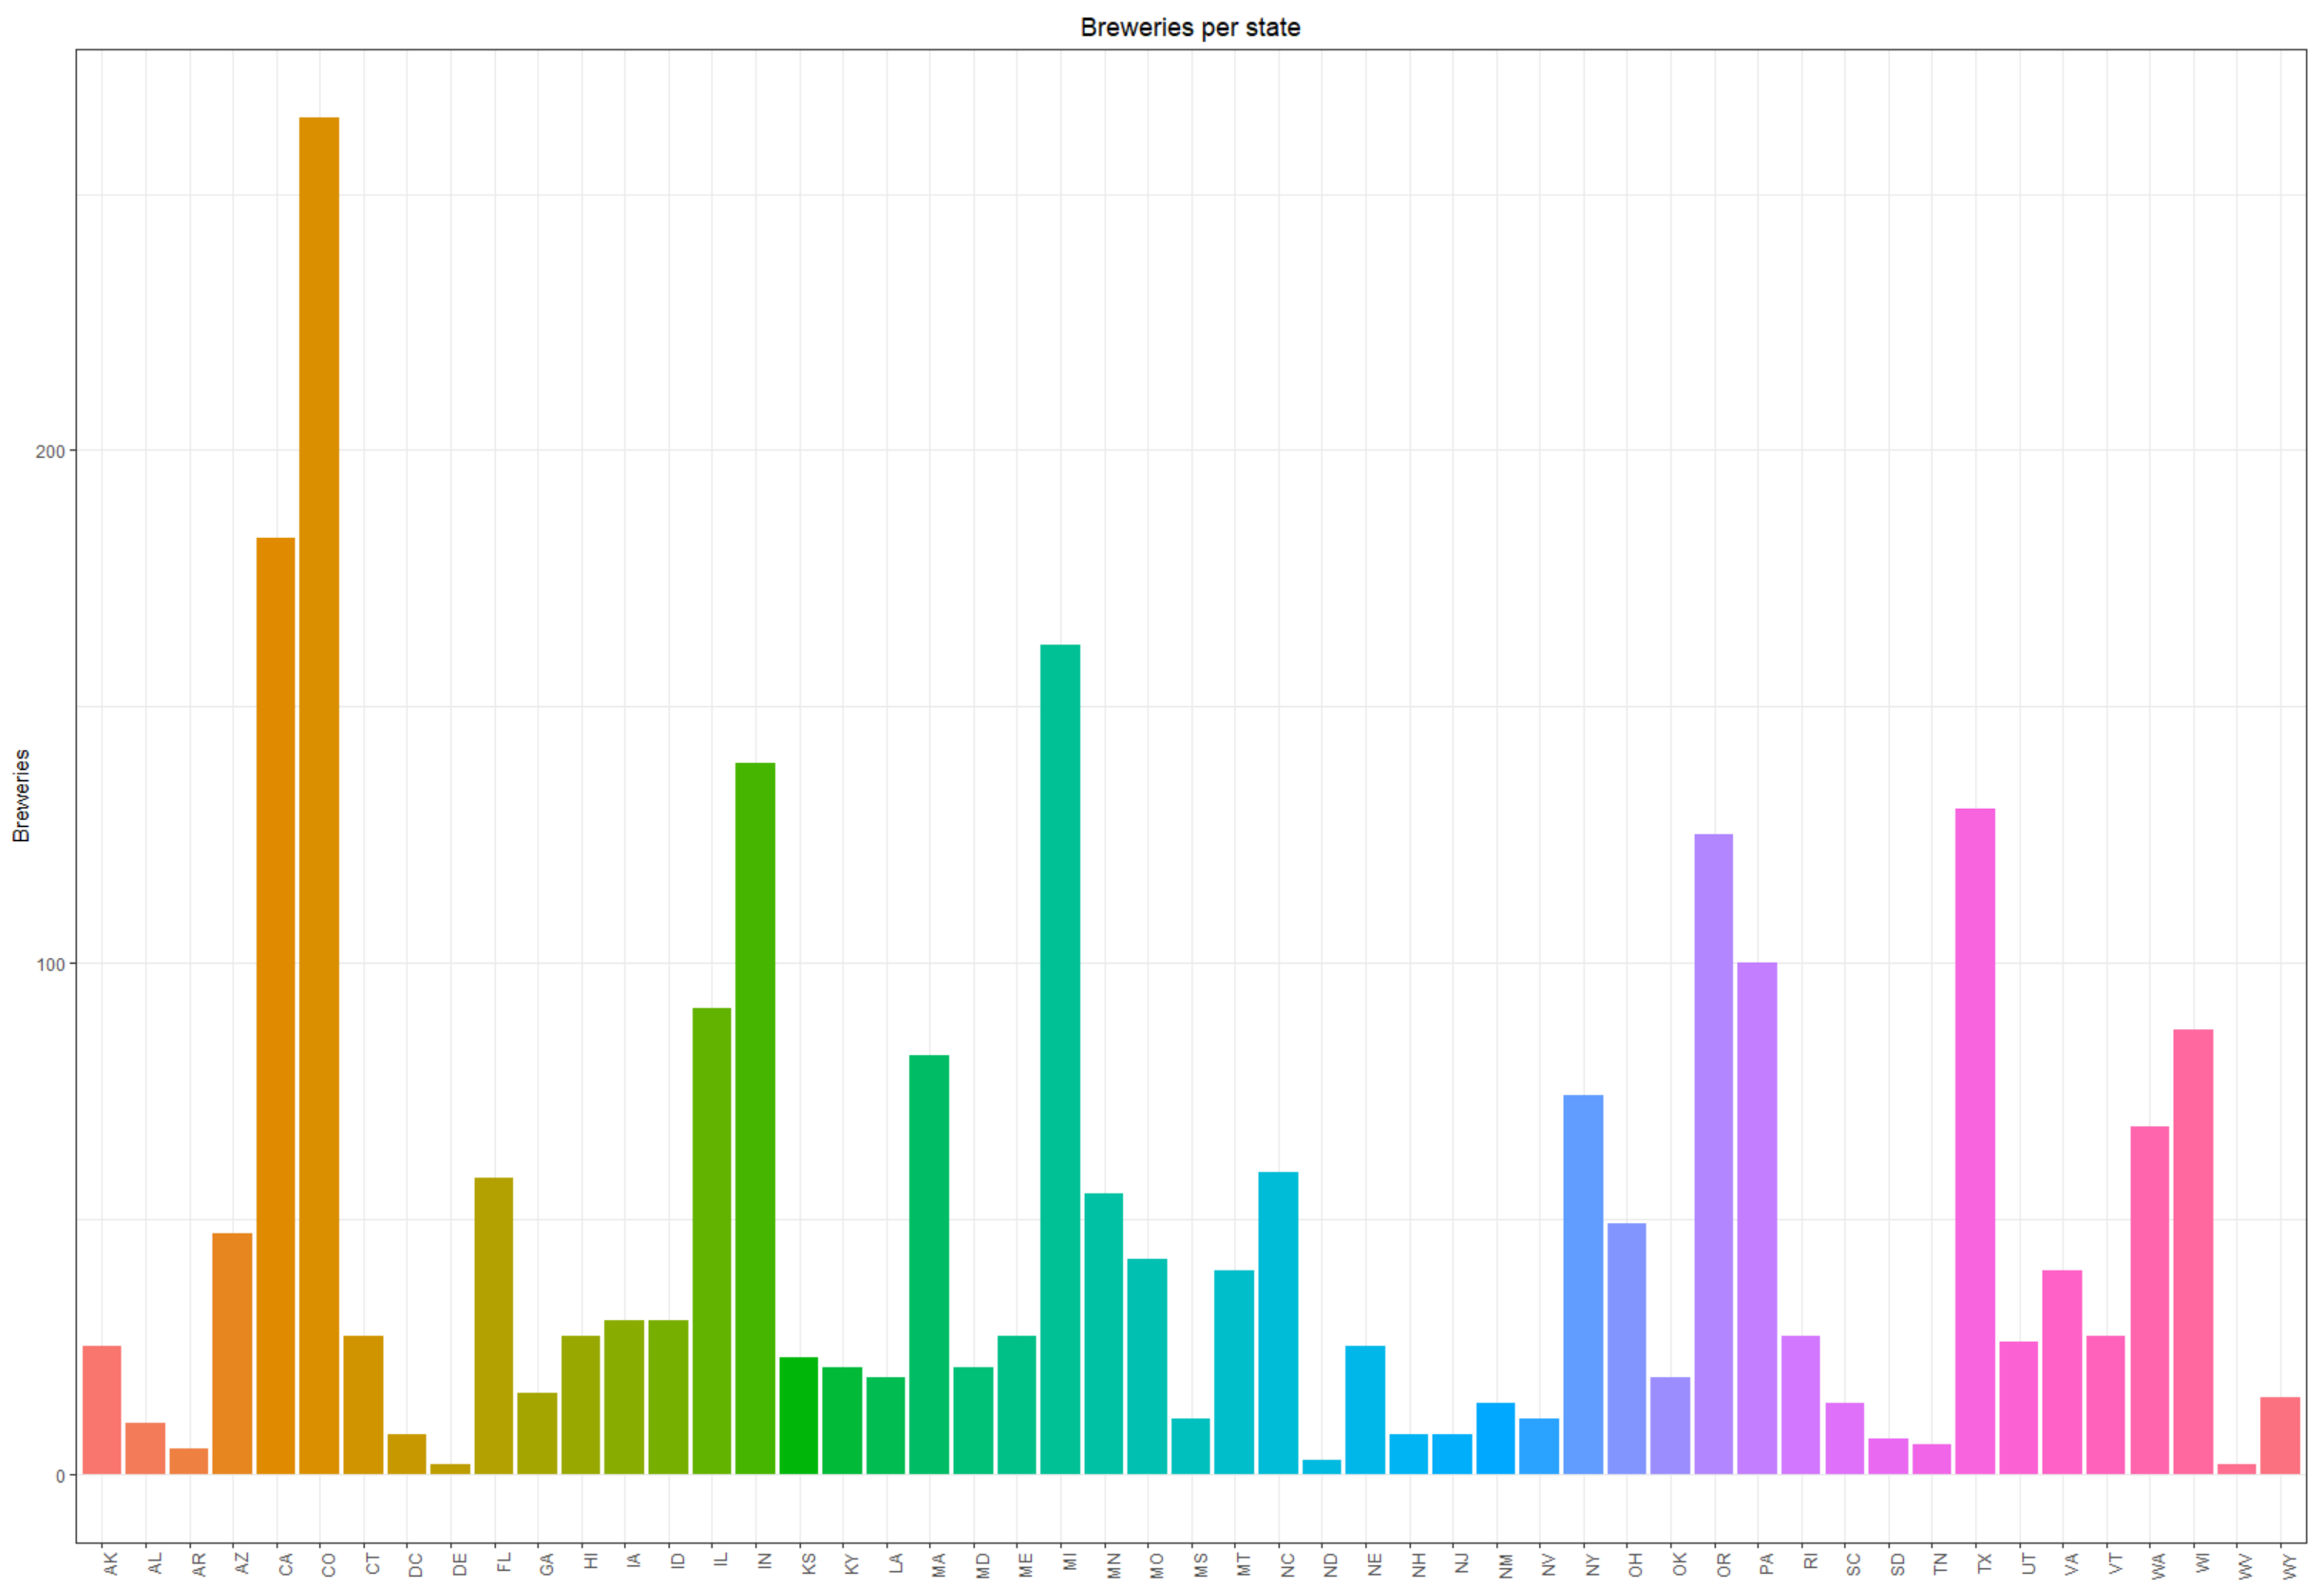 Breweries per state
Breweries
200
100
0
AK AL AR AZ CA CO CT DC DE FL GA HI IA ID IL IN KS KY LA MA MD ME MI MN MO MS MT NC ND NE NH NJ NM NV NY OH OK OR PA RI SC SD TN TX UT VA VT WA WI WV WY